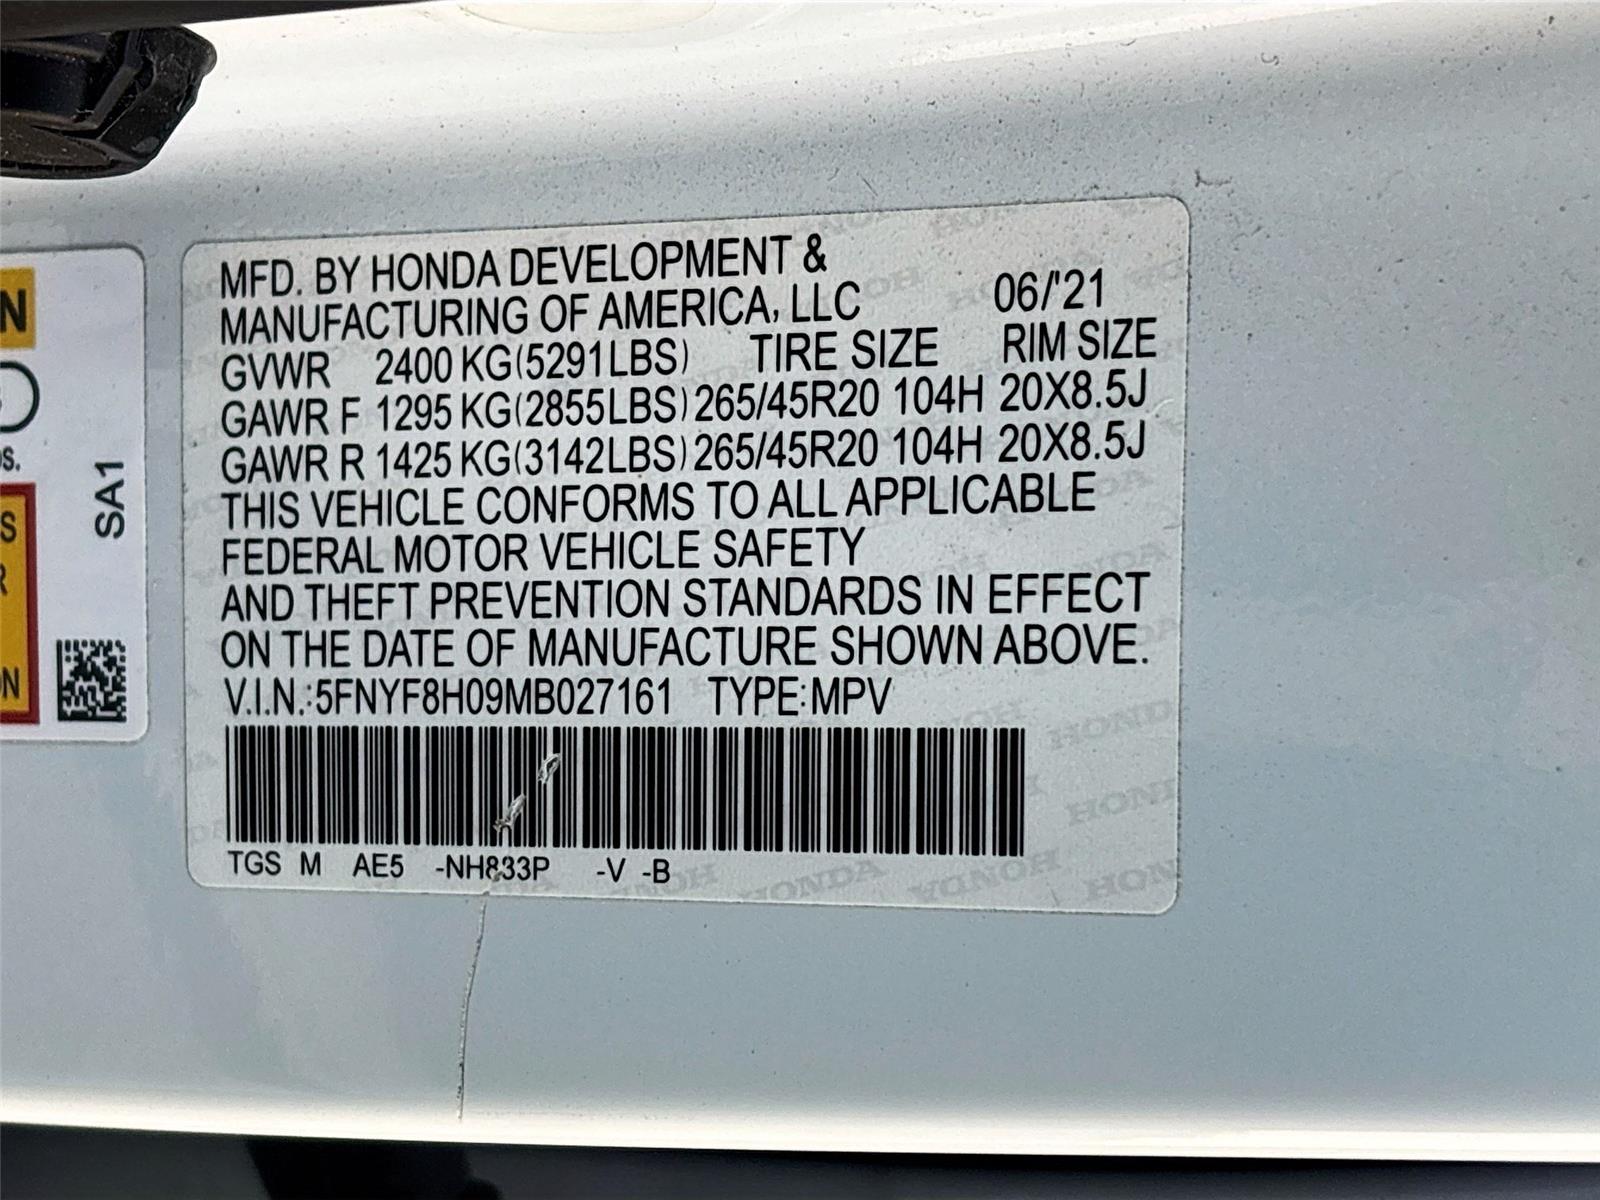 MFD. BY HONDA DEVELOPMENT &
MANUFACTURING OF AMERICA, LLC 06/'21
GVWR 2400 KG(5291LBS) TIRE SIZE RIM SIZE
GAWR F 1295 KG(2855LBS) 265/45R20 104H 20X8.5J
GAWR R 1425 KG(3142LBS) 265/45R20 104H 20X8.5J
THIS VEHICLE CONFORMS TO ALL APPLICABLE
FEDERAL MOTOR VEHICLE SAFETY
AND THEFT PREVENTION STANDARDS IN EFFECT
ON THE DATE OF MANUFACTURE SHOWN ABOVE.
V.I.N.:5FNYF8H09MB027161 TYPE:MPV
TGS M AE5 -NH833P -V -B
SA1